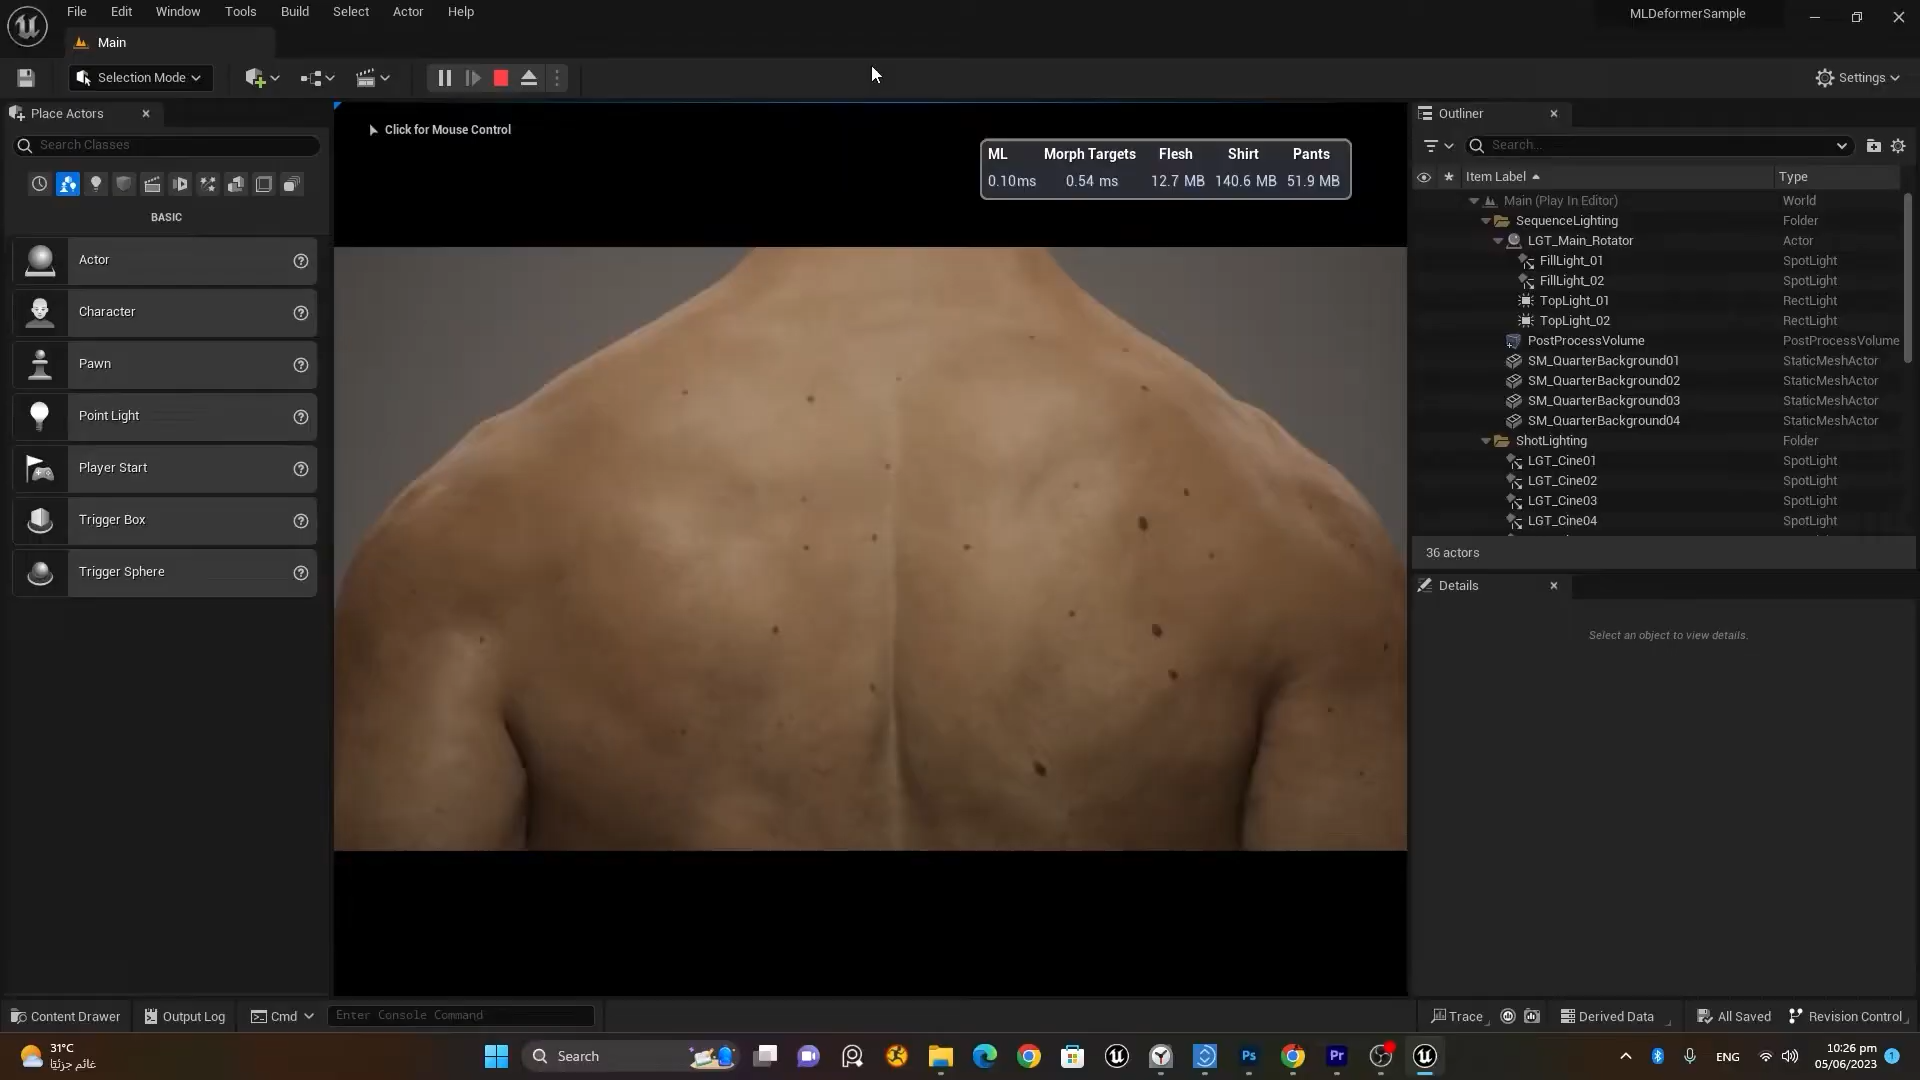 File Edit Window Tools Build Select Actor Help
MLDeformerSample
Main
Selection Mode
Settings
Place Actors
Search Classes
BASIC
Actor
Character
Pawn
Point Light
Player Start
Trigger Box
Trigger Sphere
Click for Mouse Control
ML Morph Targets Flesh Shirt Pants
0.10ms 0.54 ms 12.7 MB 140.6 MB 51.9 MB
Outliner
Search...
Item Label Type
Main (Play In Editor) World
SequenceLighting Folder
LGT_Main_Rotator Actor
FillLight_01 SpotLight
FillLight_02 SpotLight
TopLight_01 RectLight
TopLight_02 RectLight
PostProcessVolume PostProcessVolume
SM_QuarterBackground01 StaticMeshActor
SM_QuarterBackground02 StaticMeshActor
SM_QuarterBackground03 StaticMeshActor
SM_QuarterBackground04 StaticMeshActor
ShotLighting Folder
LGT_Cine01 SpotLight
LGT_Cine02 SpotLight
LGT_Cine03 SpotLight
LGT_Cine04 SpotLight
36 actors
Details
Select an object to view details.
Content Drawer Output Log Cmd Enter Console Command
Trace Derived Data All Saved Revision Control
31°C
غائم جزئيًا
Search
Ps
Pr
ENG
10:26 pm
05/06/2023
1